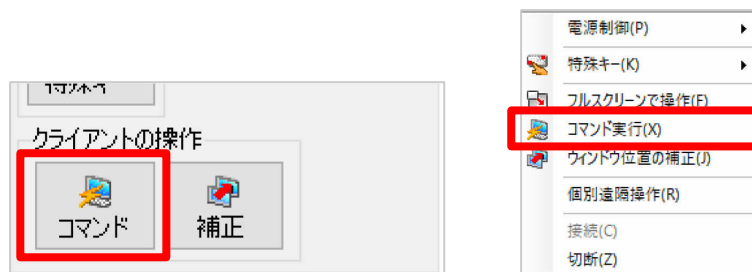 クライアントの操作
コマンド
補正
電源制御(P)
特殊キー(K)
フルスクリーンで操作(F)
コマンド実行(X)
ウィンドウ位置の補正(J)
個別遠隔操作(R)
接続(C)
切断(Z)